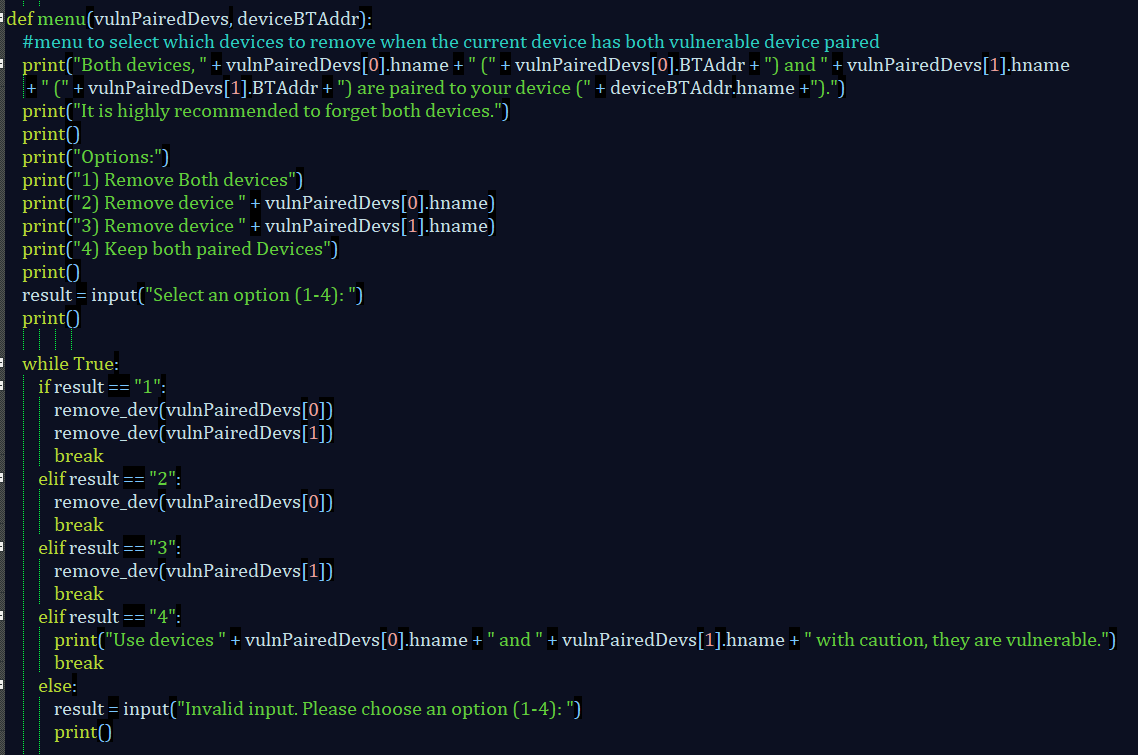 def menu(vulnPairedDevs, deviceBTAddr):
#menu to select which devices to remove when the current device has both vulnerable device paired
print("Both devices, " + vulnPairedDevs[0].hname + " (" + vulnPairedDevs[0].BTAddr + ") and " + vulnPairedDevs[1].hname
+ " (" + vulnPairedDevs[1].BTAddr + ") are paired to your device (" + deviceBTAddr.hname +").")
print("It is highly recommended to forget both devices.")
print()
print("Options:")
print("1) Remove Both devices")
print("2) Remove device " + vulnPairedDevs[0].hname)
print("3) Remove device " + vulnPairedDevs[1].hname)
print("4) Keep both paired Devices")
print()
result = input("Select an option (1-4): ")
print()
while True:
if result == "1":
remove_dev(vulnPairedDevs[0])
remove_dev(vulnPairedDevs[1])
break
elif result == "2":
remove_dev(vulnPairedDevs[0])
break
elif result == "3":
remove_dev(vulnPairedDevs[1])
break
elif result == "4":
print("Use devices " + vulnPairedDevs[0].hname + " and " + vulnPairedDevs[1].hname + " with caution, they are vulnerable.")
break
else:
result = input("Invalid input. Please choose an option (1-4): ")
print()